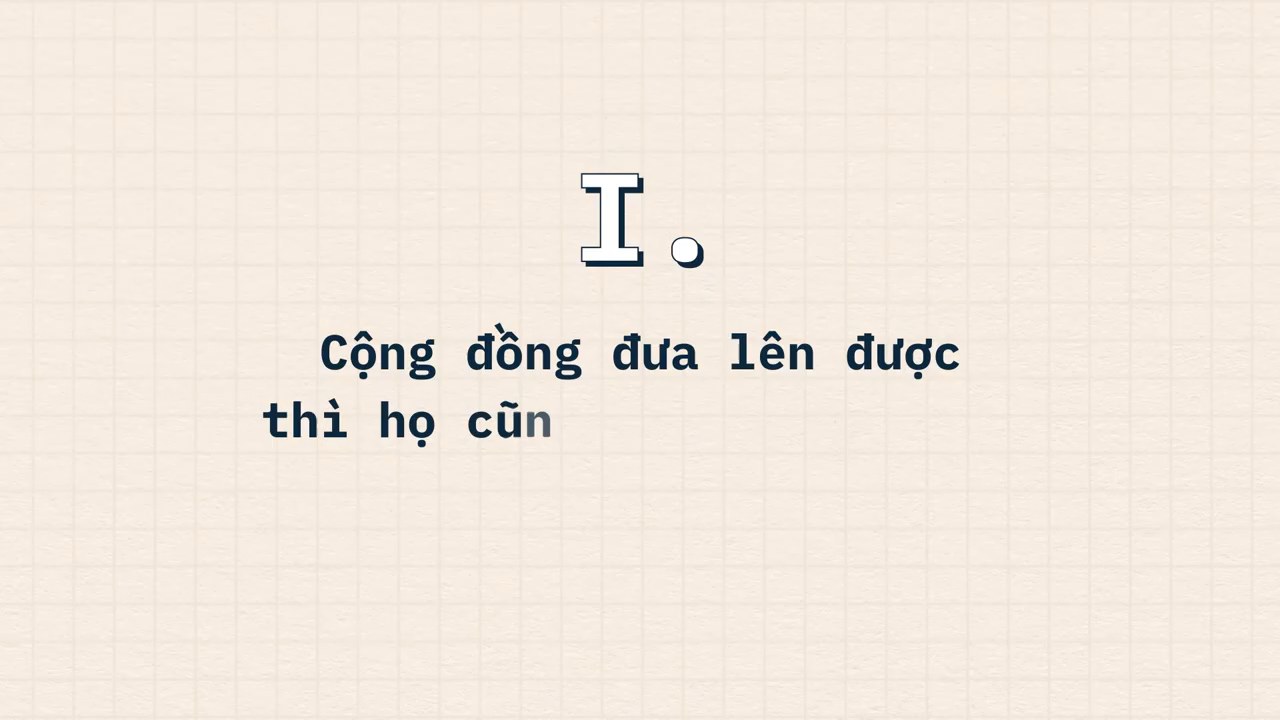 I.
Cộng đồng đưa lên được
thì họ cũn